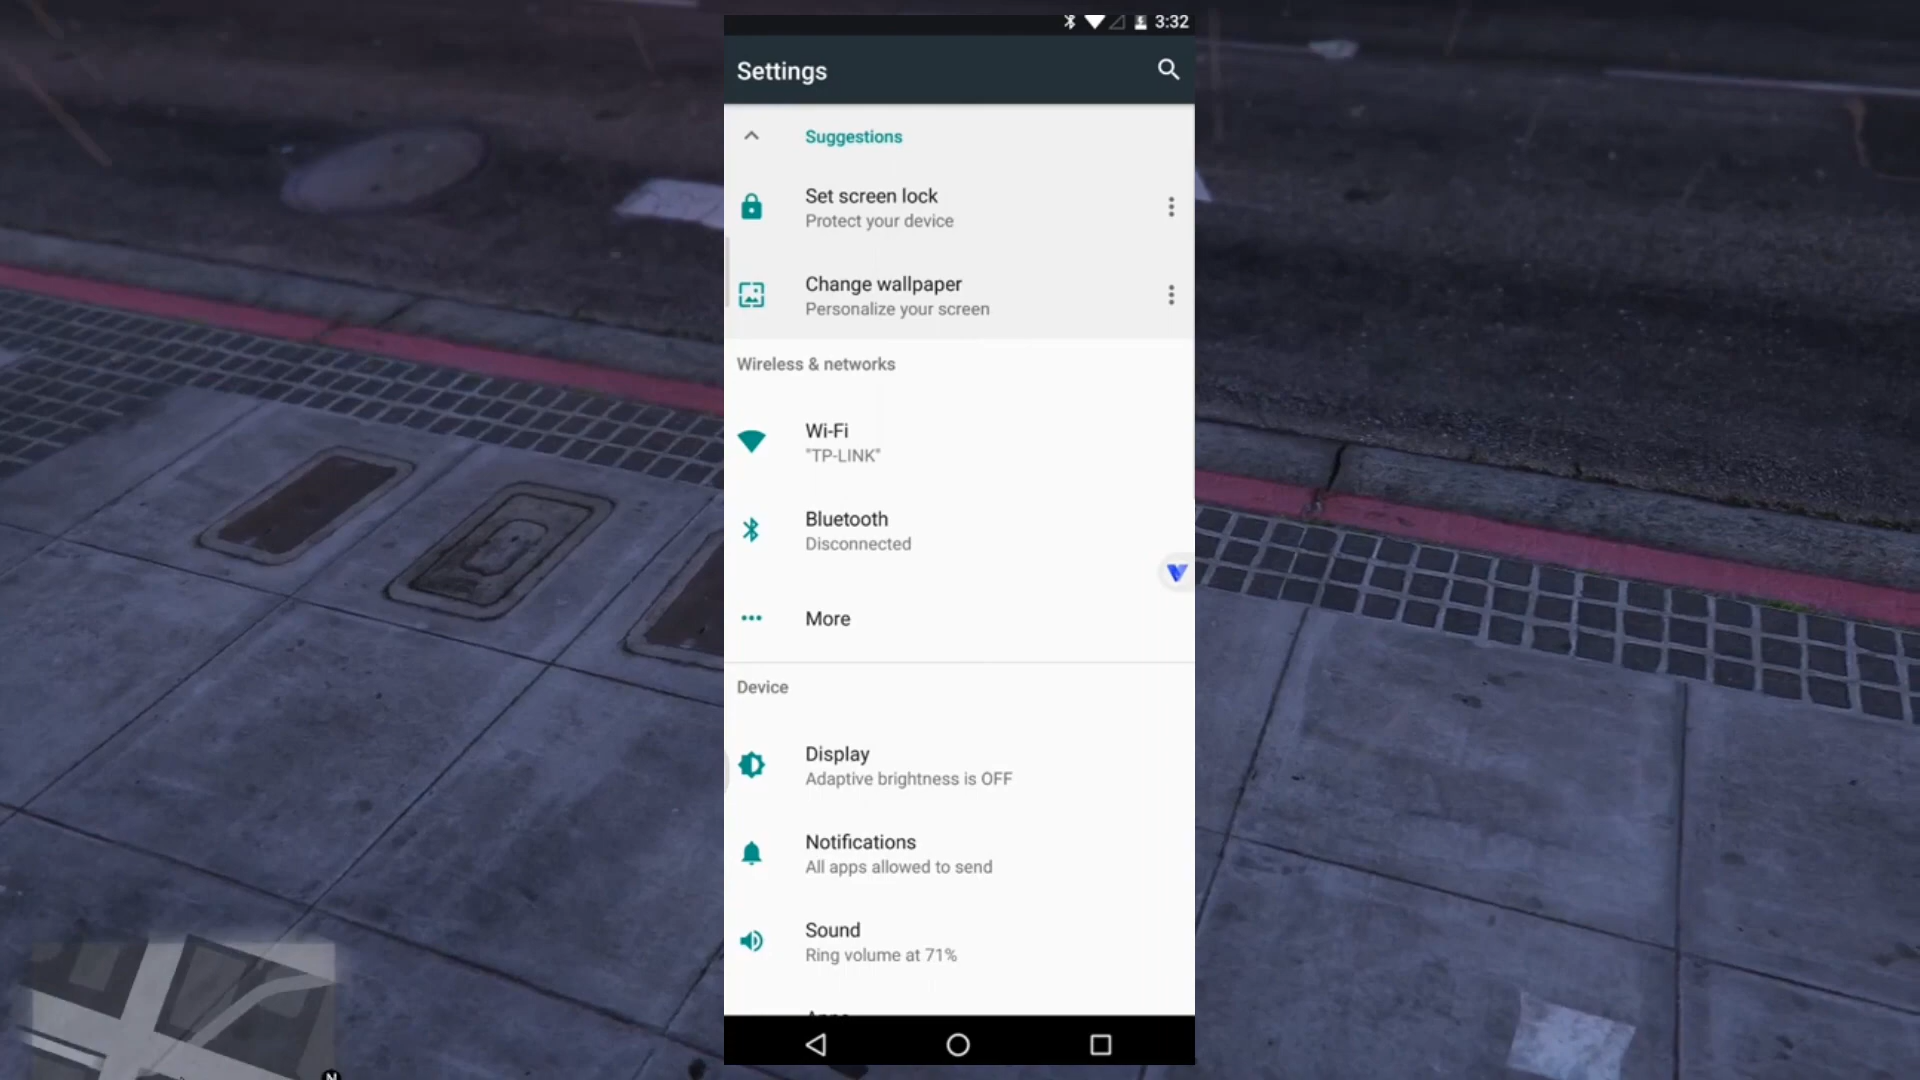 3:32
Settings
Suggestions
Set screen lock
Protect your device
Change wallpaper
Personalize your screen
Wireless & networks
Wi-Fi
"TP-LINK"
Bluetooth
Disconnected
More
Device
Display
Adaptive brightness is OFF
Notifications
All apps allowed to send
Sound
Ring volume at 71%
N